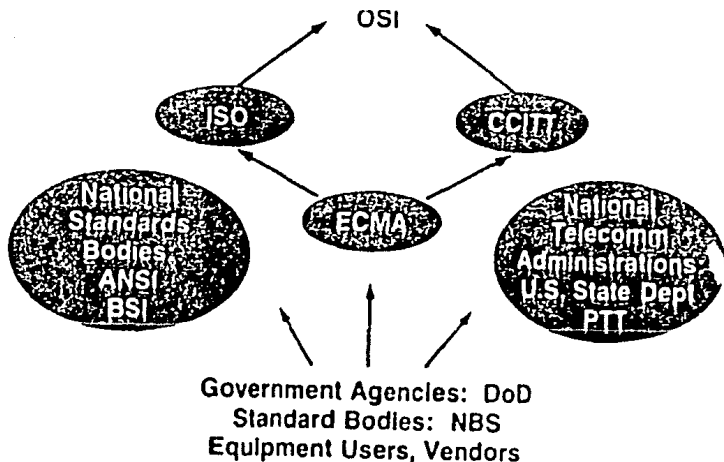 OSI
ISO
CCITT
ECMA
National
Standards
Bodies,
ANSI
BSI
National
Telecomm
Administrations
U.S. State Dept
PTT
Government Agencies: DoD
Standard Bodies: NBS
Equipment Users, Vendors